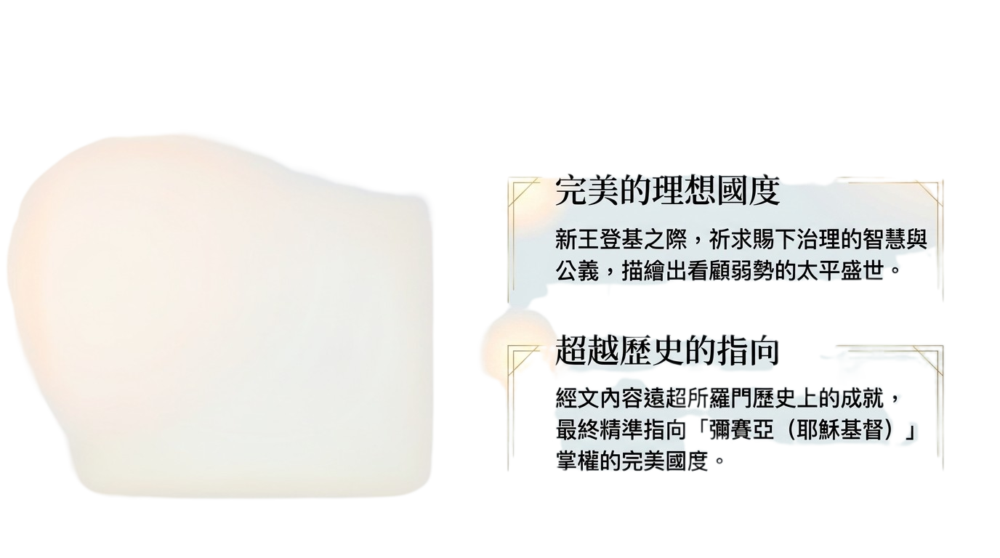 完美的理想國度
新王登基之際，祈求賜下治理的智慧與
公義，描繪出看顧弱勢的太平盛世。
超越歷史的指向
經文內容遠超所羅門歷史上的成就，
最終精準指向「彌賽亞（耶穌基督）」
掌權的完美國度。